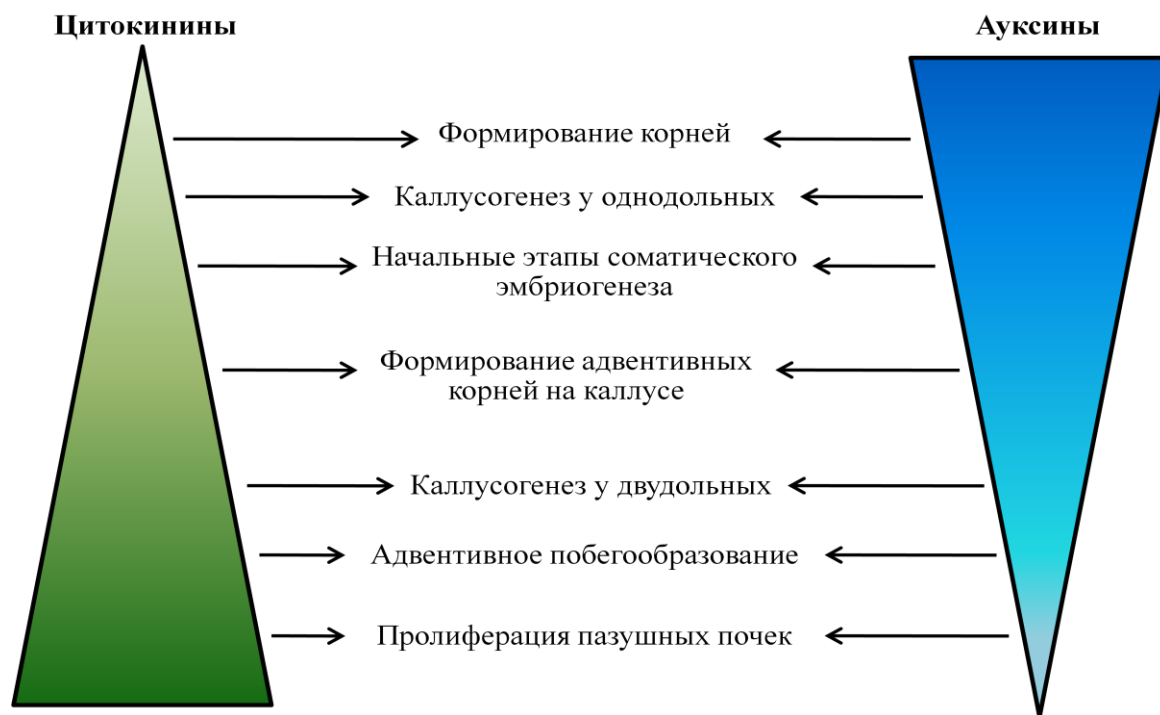 Цитокинины
Ауксины
Формирование корней
Каллусогенез у однодольных
Начальные этапы соматического
эмбриогенеза
Формирование адвентивных
корней на каллусе
Каллусогенез у двудольных
Адвентивное побегообразование
Пролиферация пазушных почек